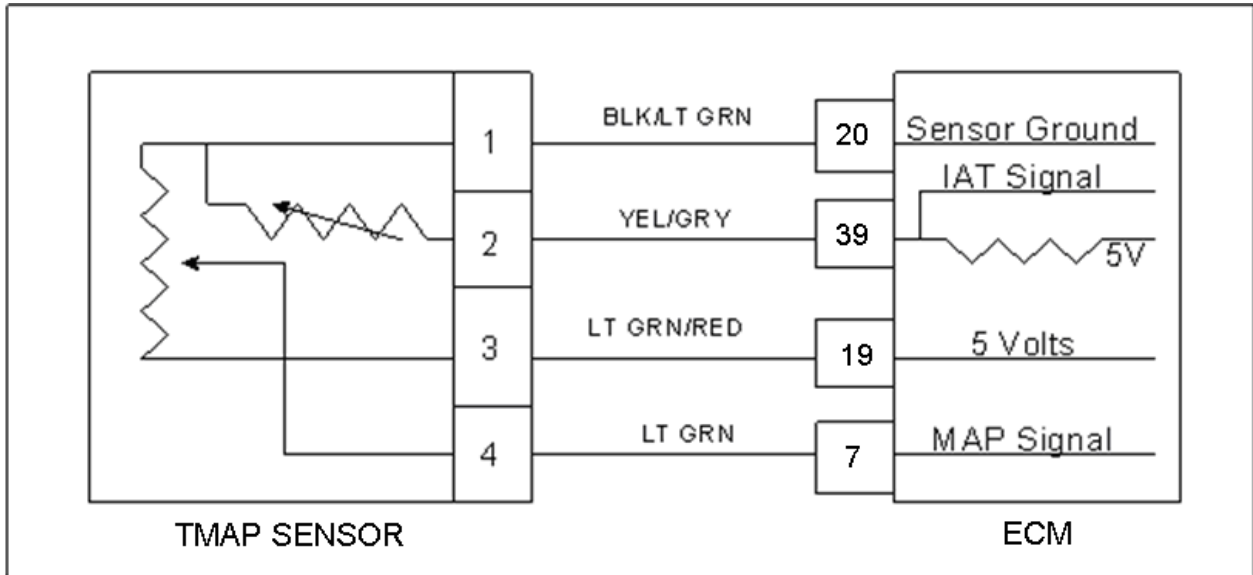 1
BLK/LT GRN
20
Sensor Ground
IAT Signal
2
YEL/GRY
39
5V
3
LT GRN/RED
19
5 Volts
4
LT GRN
7
MAP Signal
TMAP SENSOR
ECM